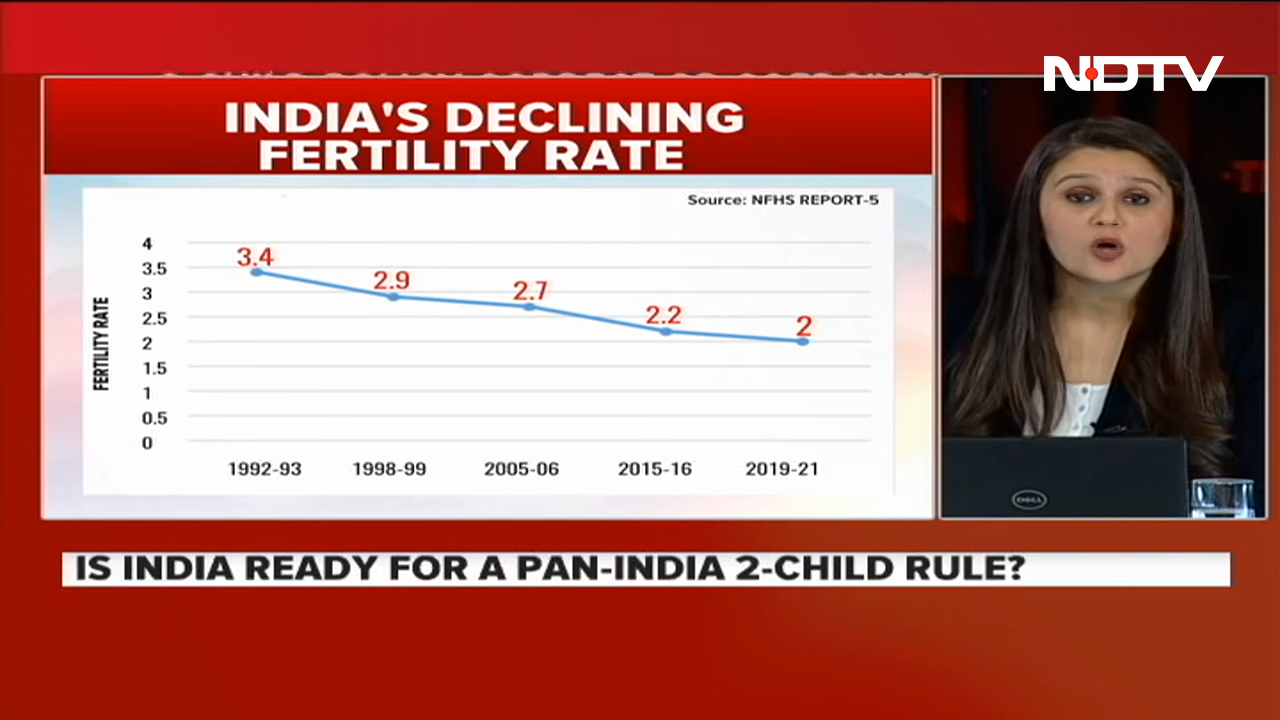 NDTV
INDIA'S DECLINING
FERTILITY RATE
Source: NFHS REPORT-5
FERTILITY RATE
4
3.5
3
2.5
2
1.5
1
0.5
0
3.4
2.9
2.7
2.2
2
1992-93
1998-99
2005-06
2015-16
2019-21
DELL
IS INDIA READY FOR A PAN-INDIA 2-CHILD RULE?